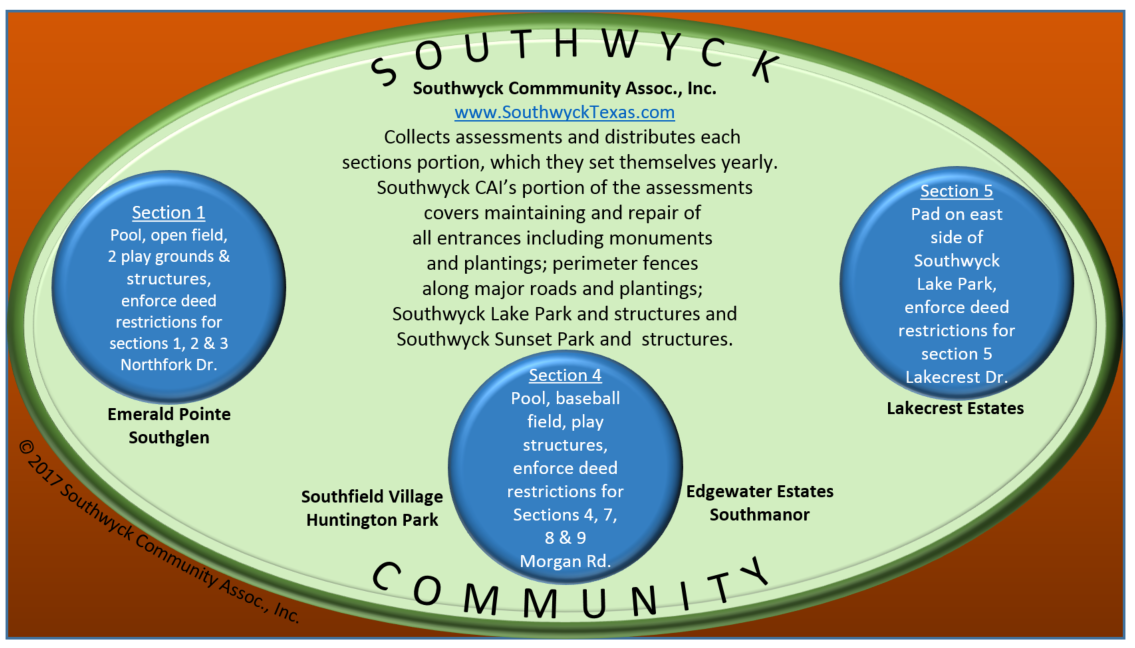 SOUTHWYCK
Southwyck Commmunity Assoc., Inc.
www.SouthwyckTexas.com
Collects assessments and distributes each
sections portion, which they set themselves yearly.
Southwyck CAI's portion of the assessments
covers maintaining and repair of
all entrances including monuments
and plantings; perimeter fences
along major roads and plantings;
Southwyck Lake Park and structures and
Southwyck Sunset Park and structures.
Section 1
Pool, open field,
2 play grounds &
structures,
enforce deed
restrictions for
sections 1, 2 & 3
Northfork Dr.
Emerald Pointe
Southglen
Section 5
Pad on east
side of
Southwyck
Lake Park,
enforce deed
restrictions for
section 5
Lakecrest Dr.
Lakecrest Estates
Section 4
Pool, baseball
field, play
structures,
enforce deed
restrictions for
Sections 4, 7,
8 & 9
Morgan Rd.
Southfield Village
Huntington Park
Edgewater Estates
Southmanor
COMMUNITY
© 2017 Southwyck Community Assoc., Inc.